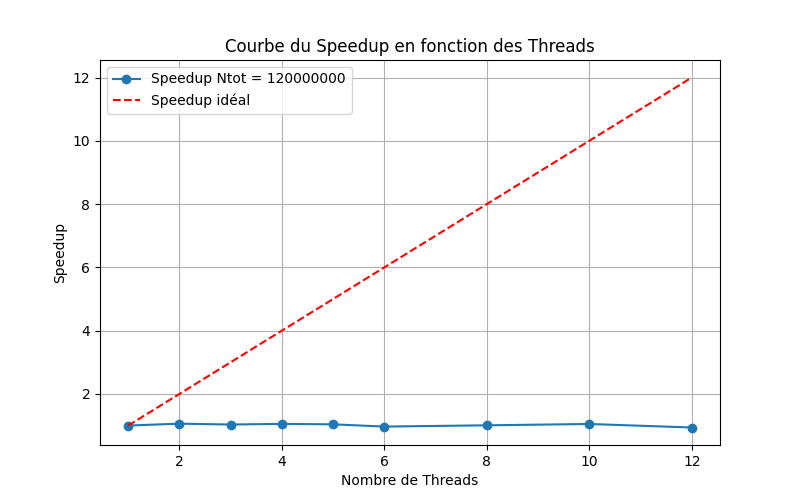 Courbe du Speedup en fonction des Threads
Speedup Ntot = 120000000
Speedup idéal
12
10
8
6
4
2
Speedup
2 4 6 8 10 12
Nombre de Threads